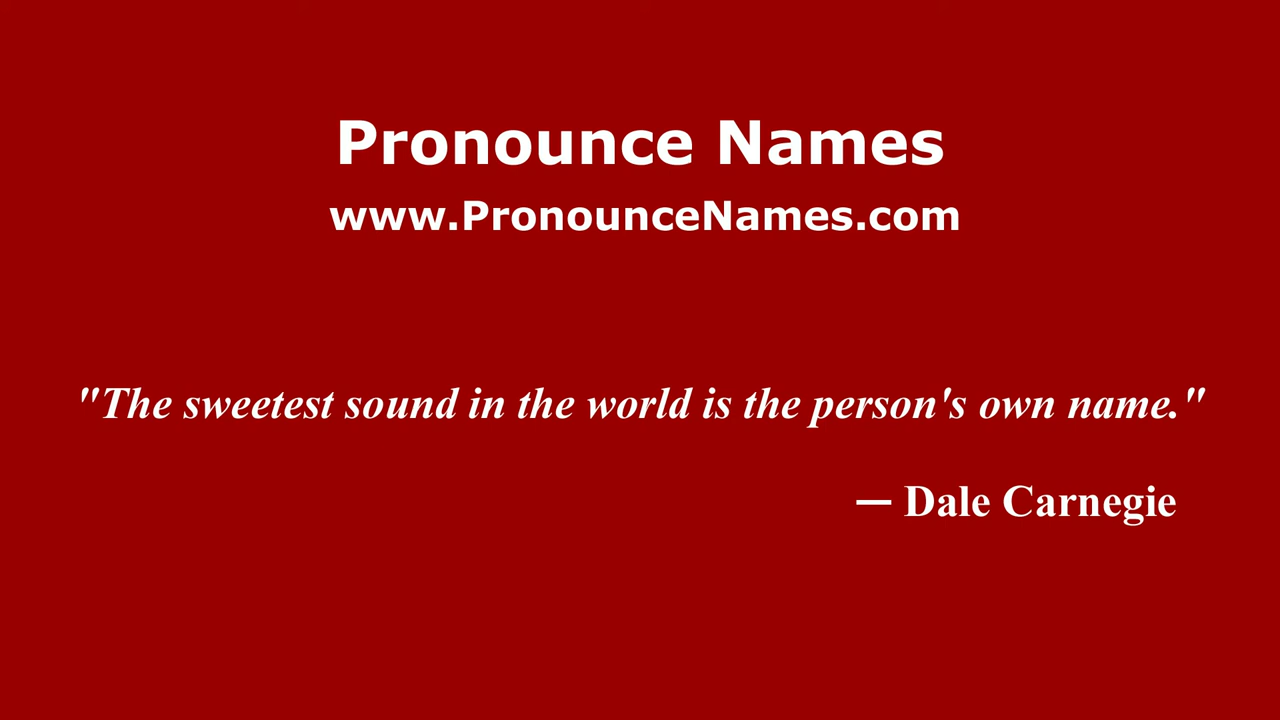 Pronounce Names
www.PronounceNames.com
"The sweetest sound in the world is the person's own name."
— Dale Carnegie